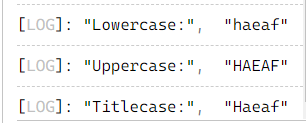 [LOG]: "Lowercase:",  "haeaf"
[LOG]: "Uppercase:",  "HAEAF"
[LOG]: "Titlecase:",  "Haeaf"